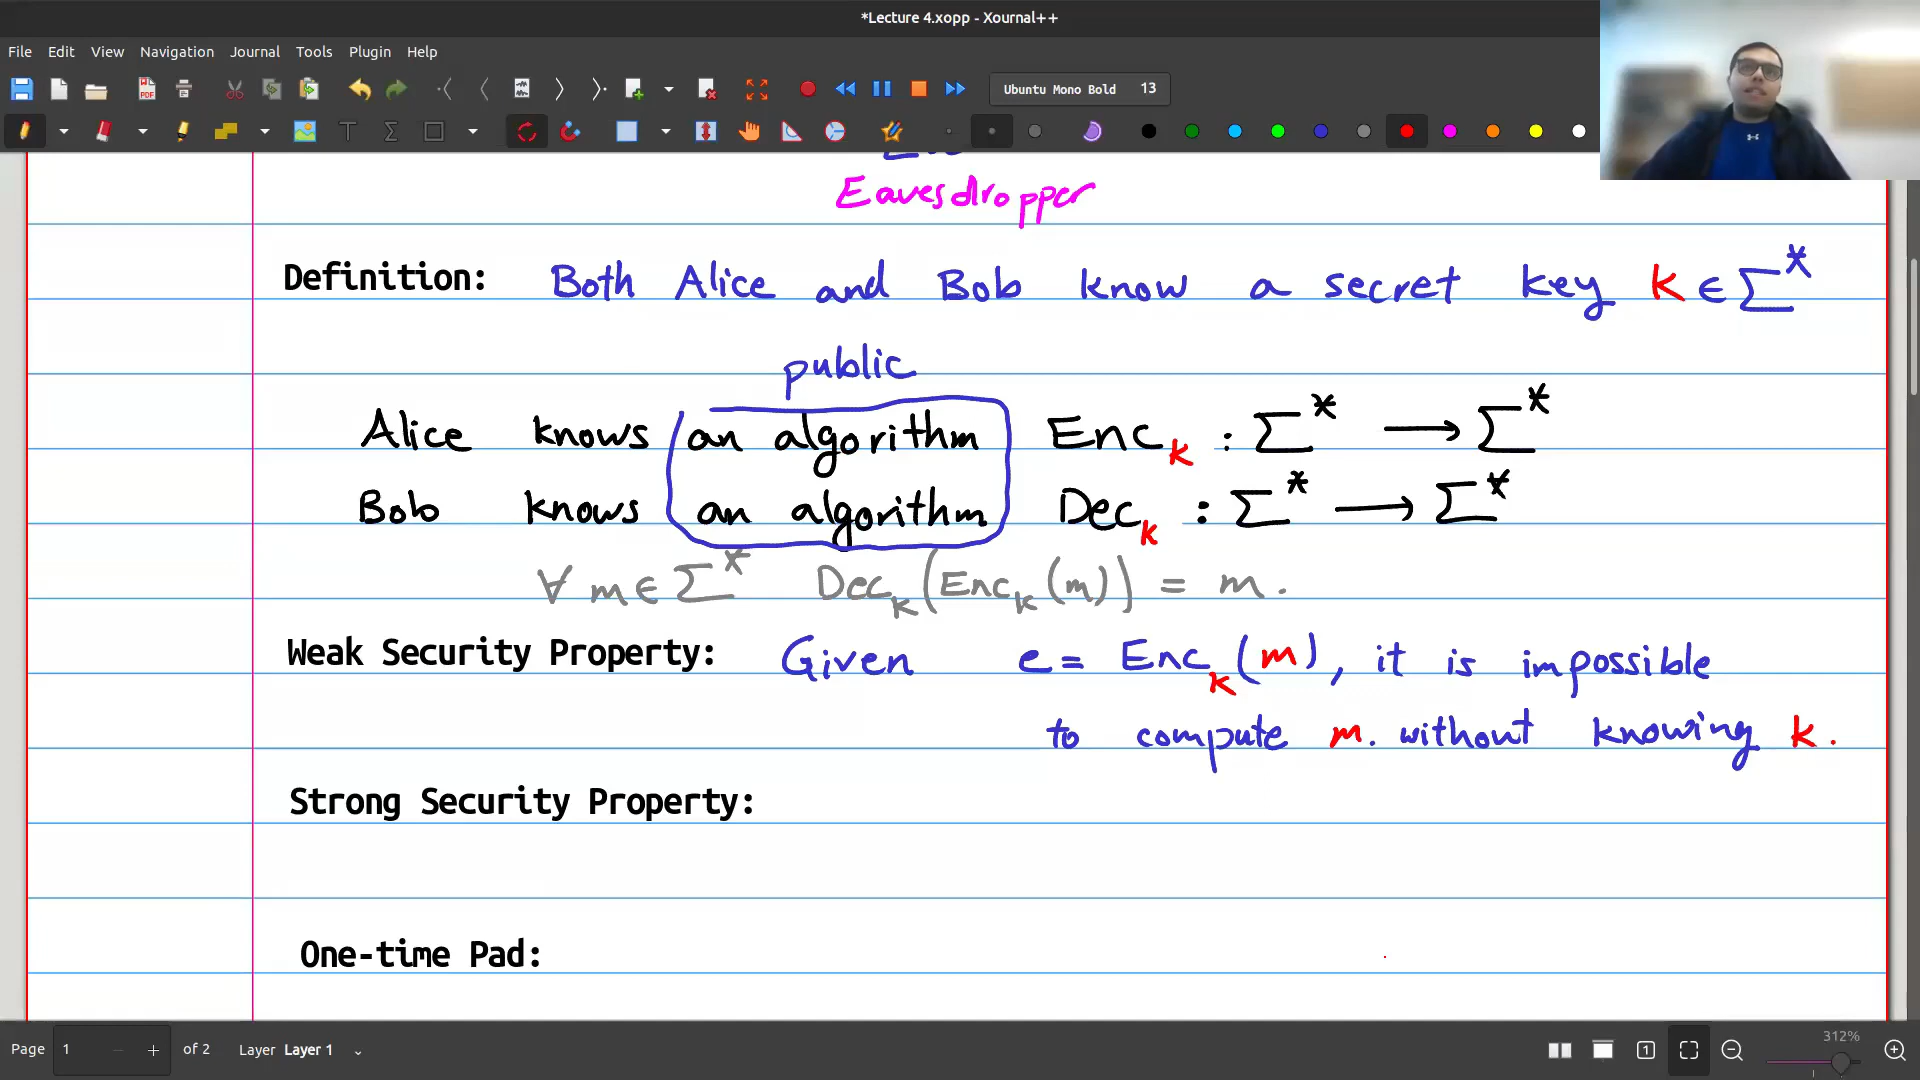 *Lecture 4.xopp - Xournal++
File Edit View Navigation Journal Tools Plugin Help
Ubuntu Mono Bold 13
Eavesdropper
Definition: Both Alice and Bob know a secret key k ∈ Σ*
public
Alice knows an algorithm Enc_k : Σ* → Σ*
Bob knows an algorithm Dec_k : Σ* → Σ*
∀ m ∈ Σ* Dec_k(Enc_k(m)) = m.
Weak Security Property: Given e = Enc_k(m), it is impossible
to compute m. without knowing k.
Strong Security Property:
One-time Pad:
Page 1 of 2 Layer Layer 1 312%